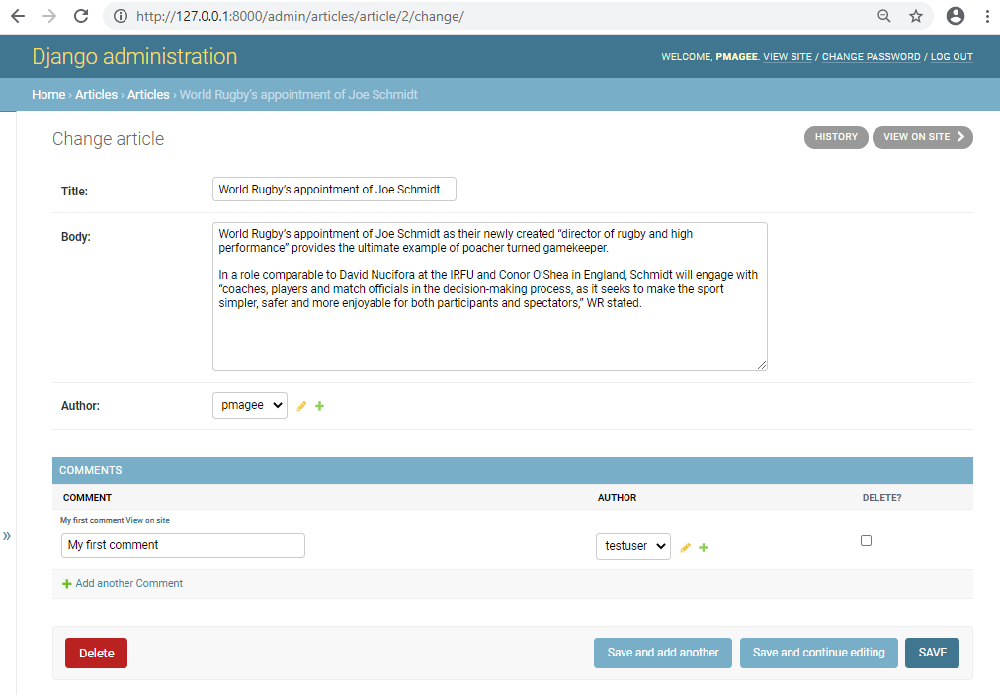 http://127.0.0.1:8000/admin/articles/article/2/change/
Django administration
WELCOME, PMAGEE. VIEW SITE / CHANGE PASSWORD / LOG OUT
Home › Articles › Articles › World Rugby’s appointment of Joe Schmidt
Change article
HISTORY
VIEW ON SITE
Title:
World Rugby’s appointment of Joe Schmidt
Body:
World Rugby’s appointment of Joe Schmidt as their newly created “director of rugby and high
performance” provides the ultimate example of poacher turned gamekeeper.
In a role comparable to David Nucifora at the IRFU and Conor O’Shea in England, Schmidt will engage with
“coaches, players and match officials in the decision-making process, as it seeks to make the sport
simpler, safer and more enjoyable for both participants and spectators,” WR stated.
Author:
pmagee
COMMENTS
COMMENT AUTHOR DELETE?
My first comment View on site
My first comment
testuser
Add another Comment
Delete
Save and add another
Save and continue editing
SAVE